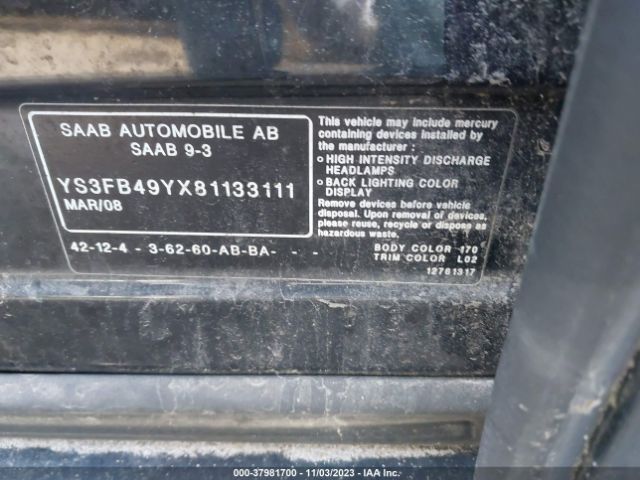 SAAB AUTOMOBILE AB
SAAB 9-3
YS3FB49YX81133111
MAR/08
42-12-4 - 3-62-60-AB-BA- - -
This vehicle may include mercury
containing devices installed by
the manufacturer:
o HIGH INTENSITY DISCHARGE
HEADLAMPS
o BACK LIGHTING COLOR
DISPLAY
Remove devices before vehicle
disposal. Upon removal of devices,
please reuse, recycle or dispose as
hazardous waste.
BODY COLOR 170
TRIM COLOR L02
12761317
000-37981700 - 11/03/2023 - IAA Inc.